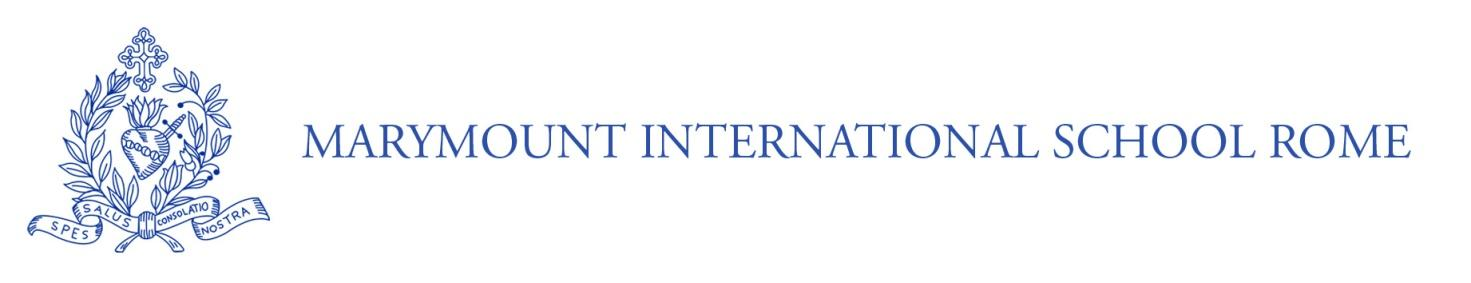 SPES SALUS CONSOLATIO NOSTRA
MARYMOUNT INTERNATIONAL SCHOOL ROME